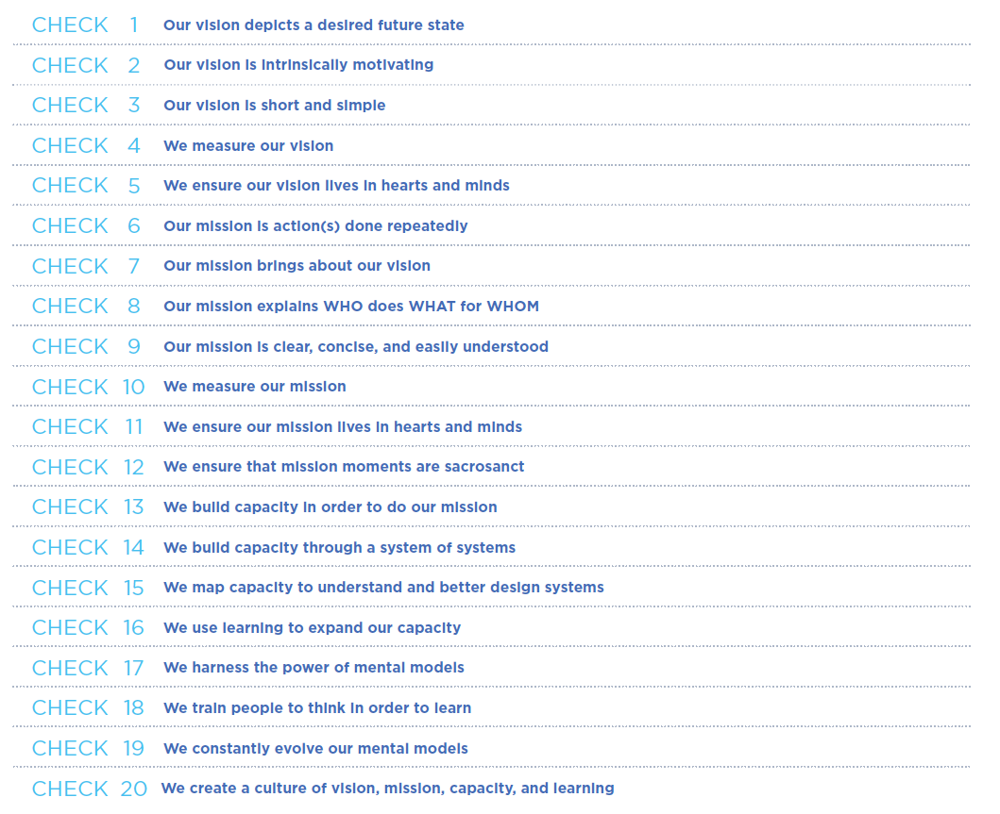 CHECK 1 Our vision depicts a desired future state
CHECK 2 Our vision is intrinsically motivating
CHECK 3 Our vision is short and simple
CHECK 4 We measure our vision
CHECK 5 We ensure our vision lives in hearts and minds
CHECK 6 Our mission is action(s) done repeatedly
CHECK 7 Our mission brings about our vision
CHECK 8 Our mission explains WHO does WHAT for WHOM
CHECK 9 Our mission is clear, concise, and easily understood
CHECK 10 We measure our mission
CHECK 11 We ensure our mission lives in hearts and minds
CHECK 12 We ensure that mission moments are sacrosanct
CHECK 13 We build capacity in order to do our mission
CHECK 14 We build capacity through a system of systems
CHECK 15 We map capacity to understand and better design systems
CHECK 16 We use learning to expand our capacity
CHECK 17 We harness the power of mental models
CHECK 18 We train people to think in order to learn
CHECK 19 We constantly evolve our mental models
CHECK 20 We create a culture of vision, mission, capacity, and learning